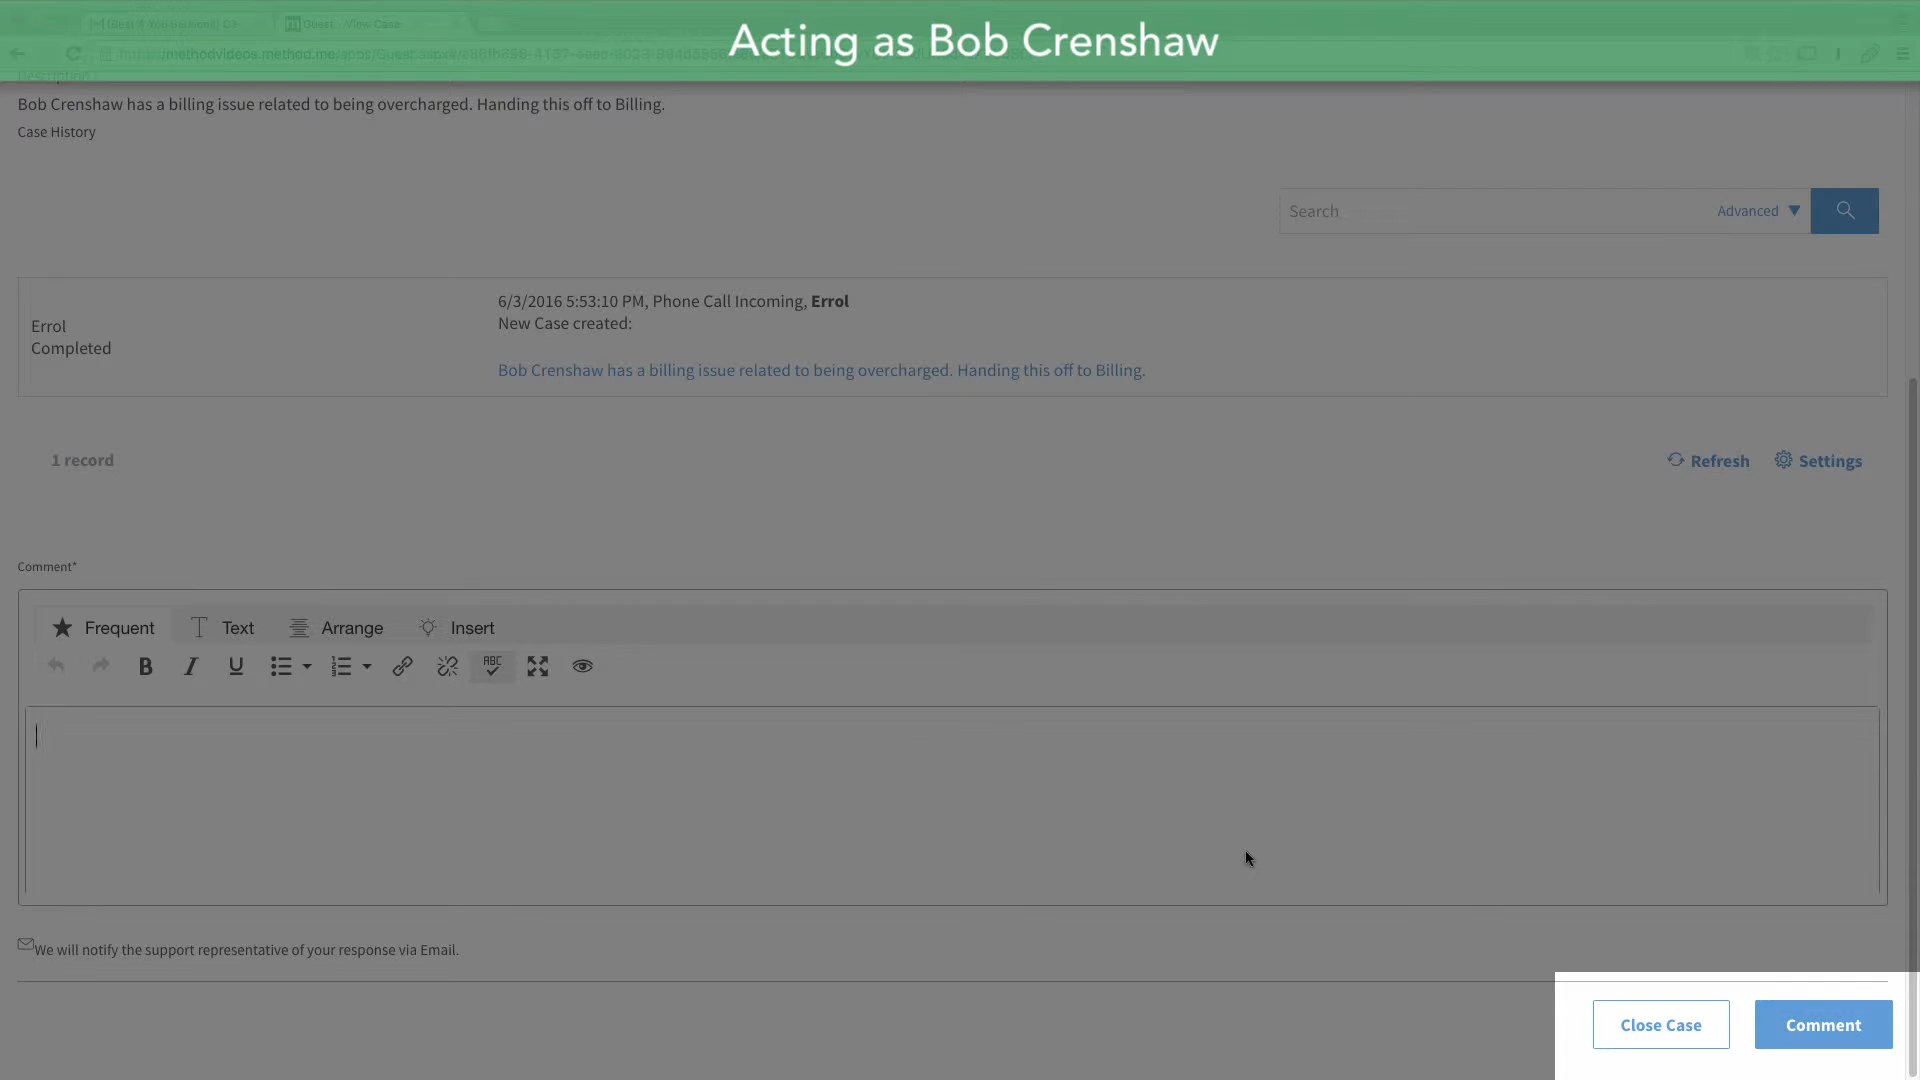 Acting as Bob Crenshaw
Description
Bob Crenshaw has a billing issue related to being overcharged. Handing this off to Billing.
Case History
Search
Advanced
6/3/2016 5:53:10 PM, Phone Call Incoming, Errol
New Case created:
Errol
Completed
Bob Crenshaw has a billing issue related to being overcharged. Handing this off to Billing.
1 record
Refresh
Settings
Comment*
Frequent
Text
Arrange
Insert
B I U
ABC
We will notify the support representative of your response via Email.
Close Case
Comment